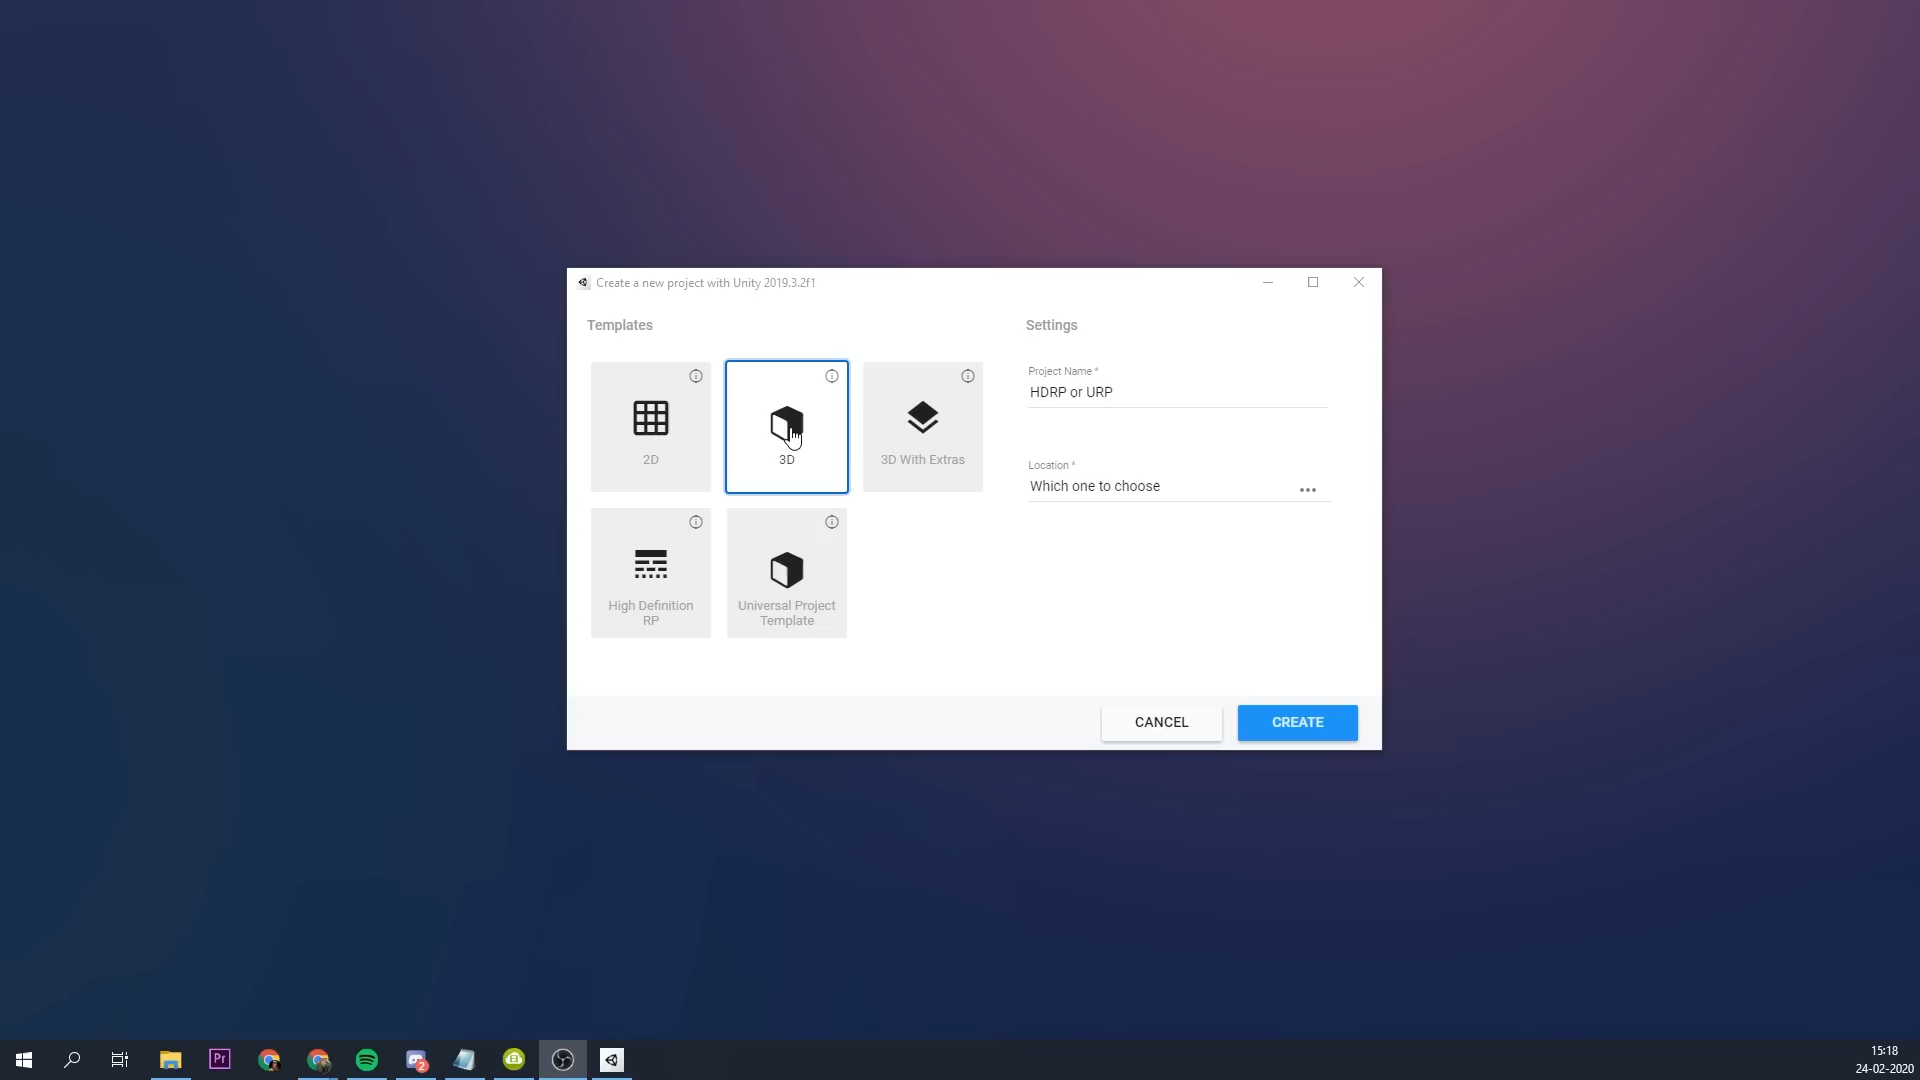 Create a new project with Unity 2019.3.2f1
Templates
Settings
2D
3D
3D With Extras
High Definition
RP
Universal Project
Template
Project Name *
HDRP or URP
Location *
Which one to choose
CANCEL
CREATE
Pr
2
15:18
24-02-2020